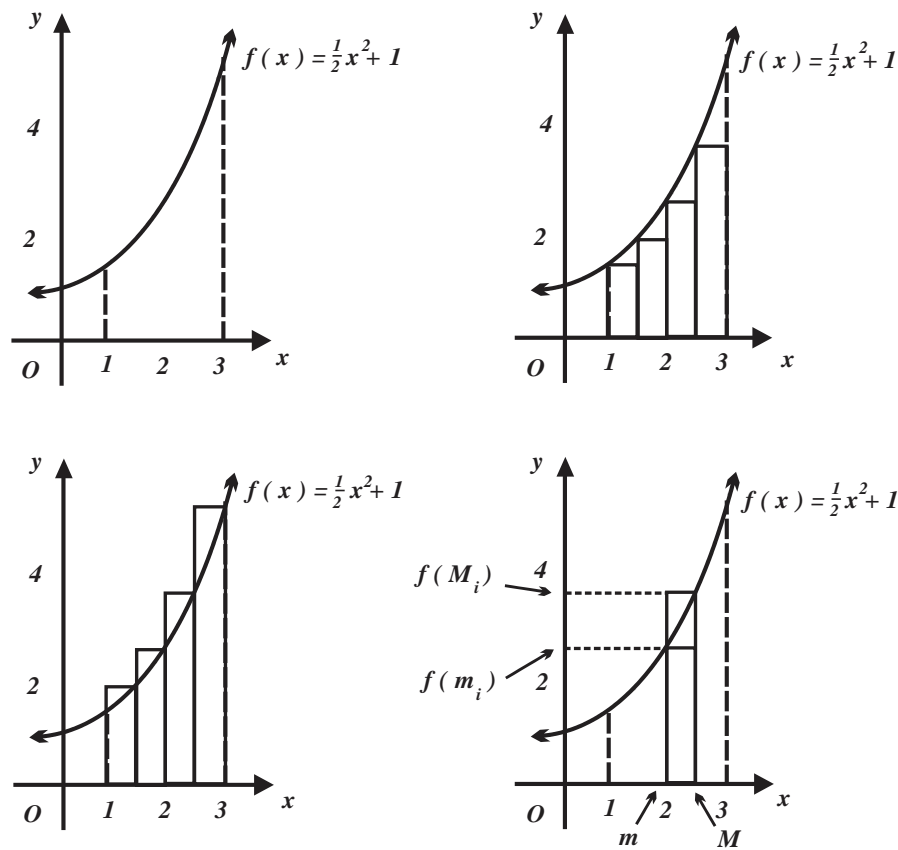 y
f ( x ) = 1/2 x² + 1
4
2
O 1 2 3 x
y
f ( x ) = 1/2 x² + 1
4
2
O 1 2 3 x
y
f ( x ) = 1/2 x² + 1
4
2
O 1 2 3 x
y
f ( x ) = 1/2 x² + 1
f ( M_i ) 4
f ( m_i ) 2
O 1 2 3 x
m M